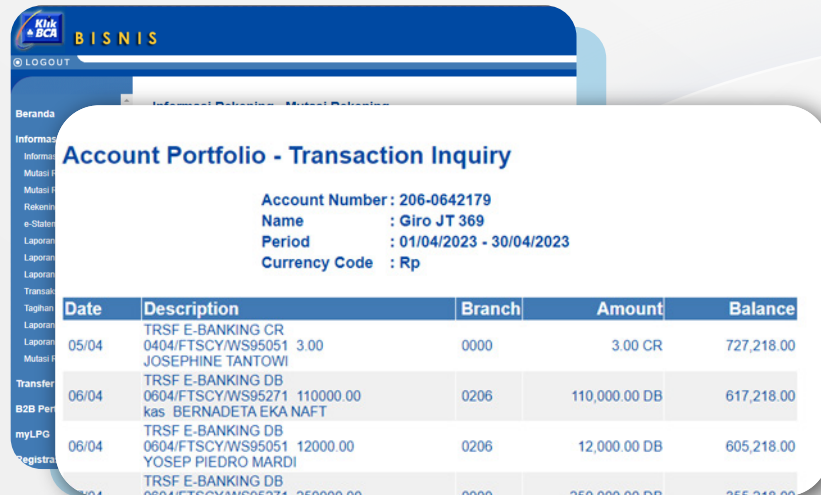 Klik
BCA
BISNIS
LOGOUT
Informasi Rekening - Mutasi Rekening
Beranda
Informas
Informas
Mutasi R
Mutasi R
Rekenin
e-Staten
Laporan
Laporan
Laporan
Transaks
Tagihan
Laporan
Laporan
Mutasi R
Transfer
B2B Per
myLPG
Registra
Account Portfolio - Transaction Inquiry
Account Number : 206-0642179
Name : Giro JT 369
Period : 01/04/2023 - 30/04/2023
Currency Code : Rp
Date Description Branch Amount Balance
TRSF E-BANKING CR
05/04 0404/FTSCY/WS95051 3.00 0000 3.00 CR 727,218.00
JOSEPHINE TANTOWI
TRSF E-BANKING DB
06/04 0604/FTSCY/WS95271 110000.00 0206 110,000.00 DB 617,218.00
kas BERNADETA EKA NAFT
TRSF E-BANKING DB
06/04 0604/FTSCY/WS95051 12000.00 0206 12,000.00 DB 605,218.00
YOSEP PIEDRO MARDI
TRSF E-BANKING DB